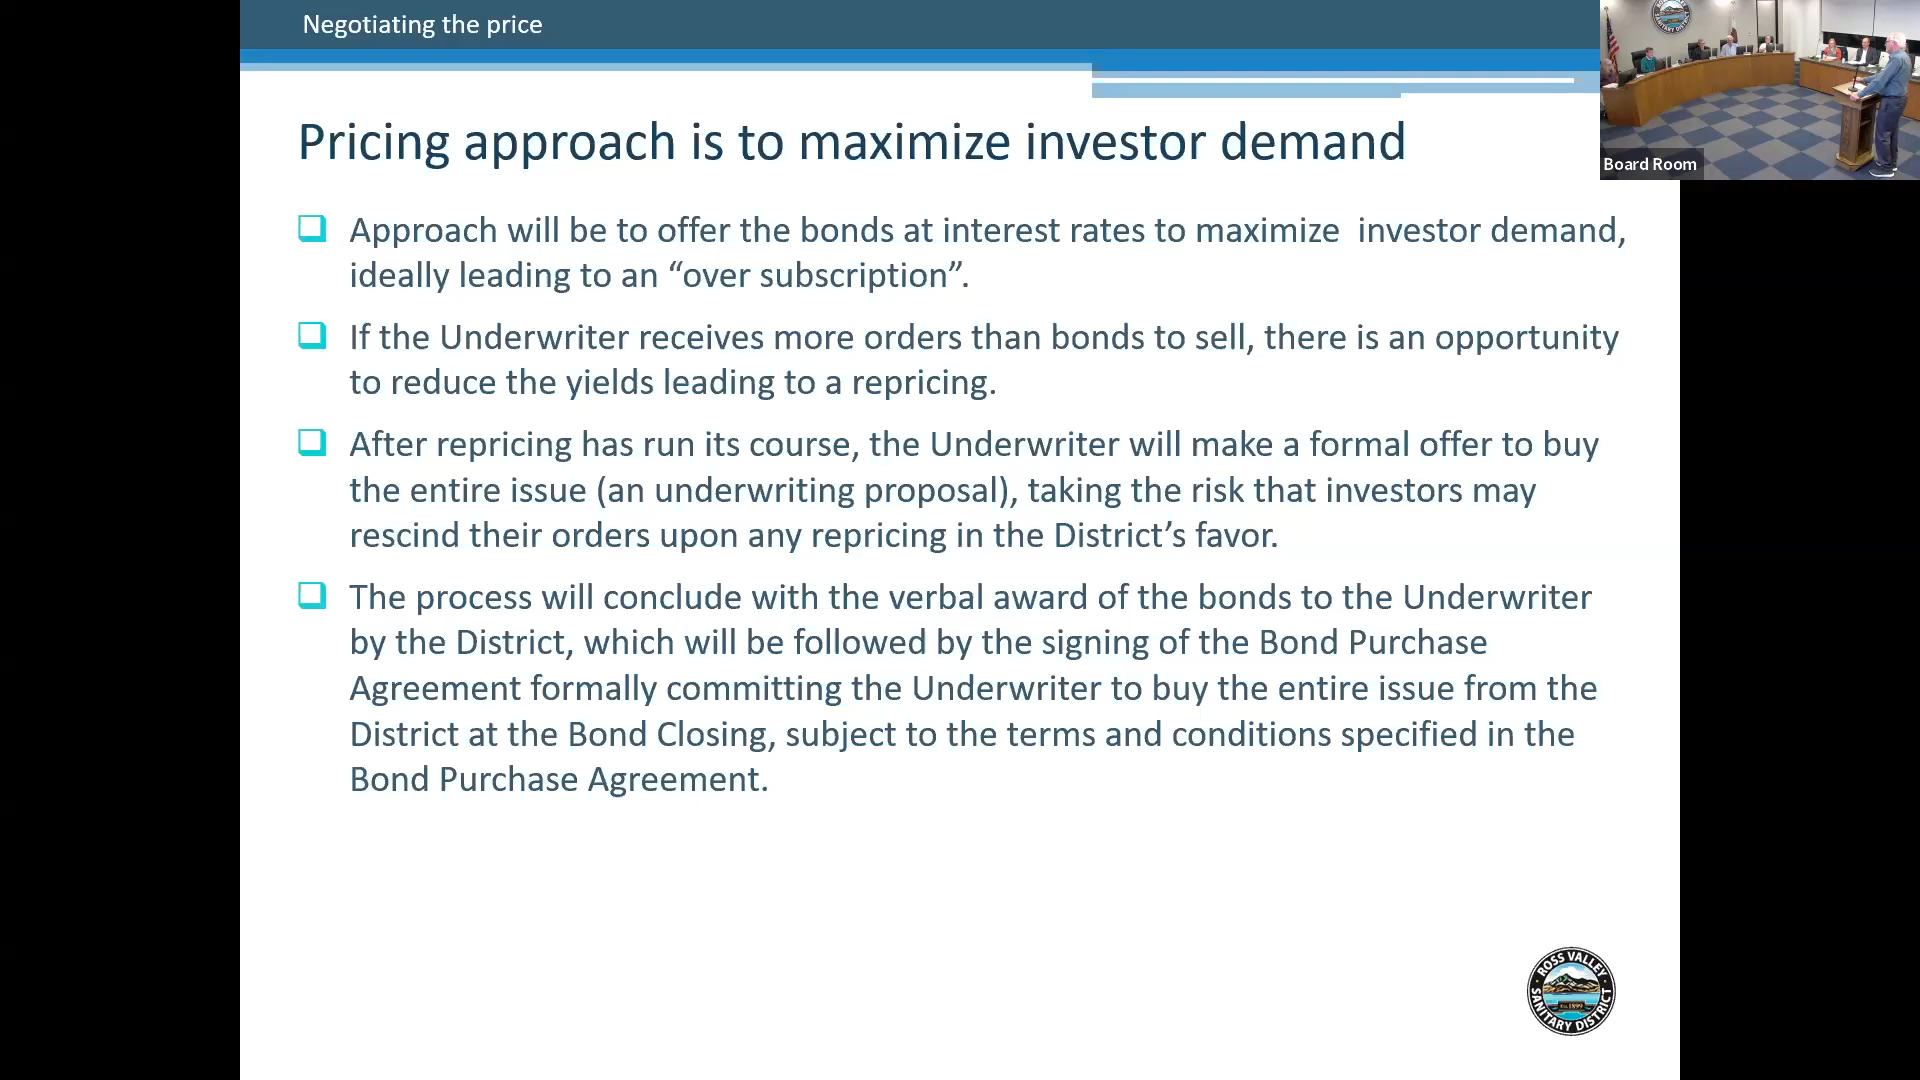 Negotiating the price
Pricing approach is to maximize investor demand
Board Room
Approach will be to offer the bonds at interest rates to maximize investor demand,
ideally leading to an “over subscription”.
If the Underwriter receives more orders than bonds to sell, there is an opportunity
to reduce the yields leading to a repricing.
After repricing has run its course, the Underwriter will make a formal offer to buy
the entire issue (an underwriting proposal), taking the risk that investors may
rescind their orders upon any repricing in the District’s favor.
The process will conclude with the verbal award of the bonds to the Underwriter
by the District, which will be followed by the signing of the Bond Purchase
Agreement formally committing the Underwriter to buy the entire issue from the
District at the Bond Closing, subject to the terms and conditions specified in the
Bond Purchase Agreement.
ROSS VALLEY
EST. 1899
SANITARY DISTRICT